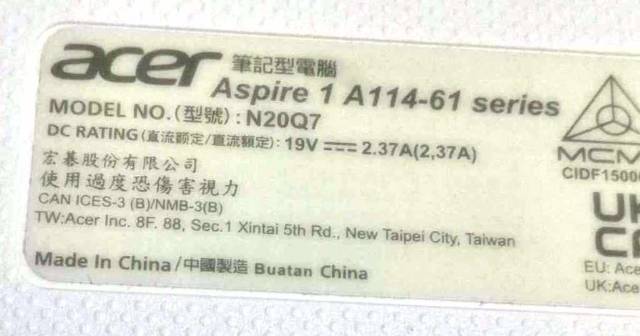 acer 筆記型電腦
Aspire 1 A114-61 series
MODEL NO.(型號): N20Q7
DC RATING(直流额定/直流額定): 19V ⎓ 2.37A(2,37A)
宏碁股份有限公司
使用過度恐傷害視力
CAN ICES-3 (B)/NMB-3(B)
TW:Acer Inc. 8F. 88, Sec.1 Xintai 5th Rd., New Taipei City, Taiwan
Made In China/中國製造 Buatan China
MCM
CIDF1500
UK
CA
EU: Ace
UK:Ace